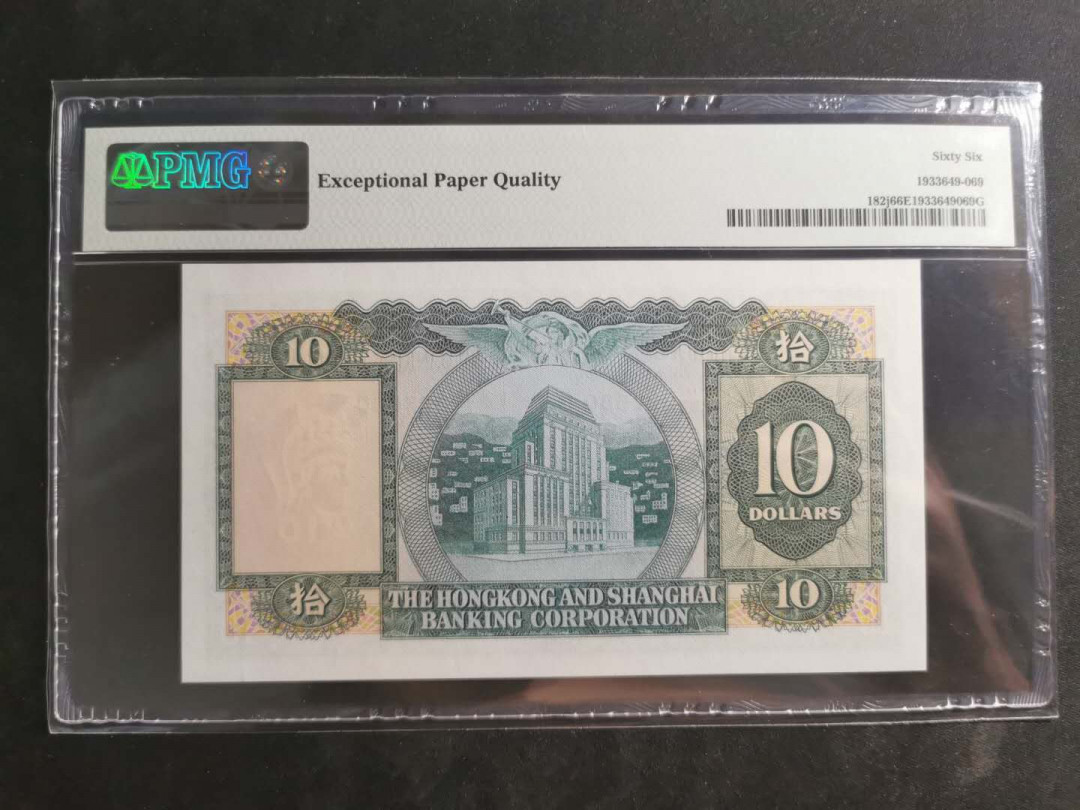 PMG
Exceptional Paper Quality
Sixty Six
1933649-069
182j66E1933649069G
10
拾
10
DOLLARS
拾
THE HONGKONG AND SHANGHAI
BANKING CORPORATION
10